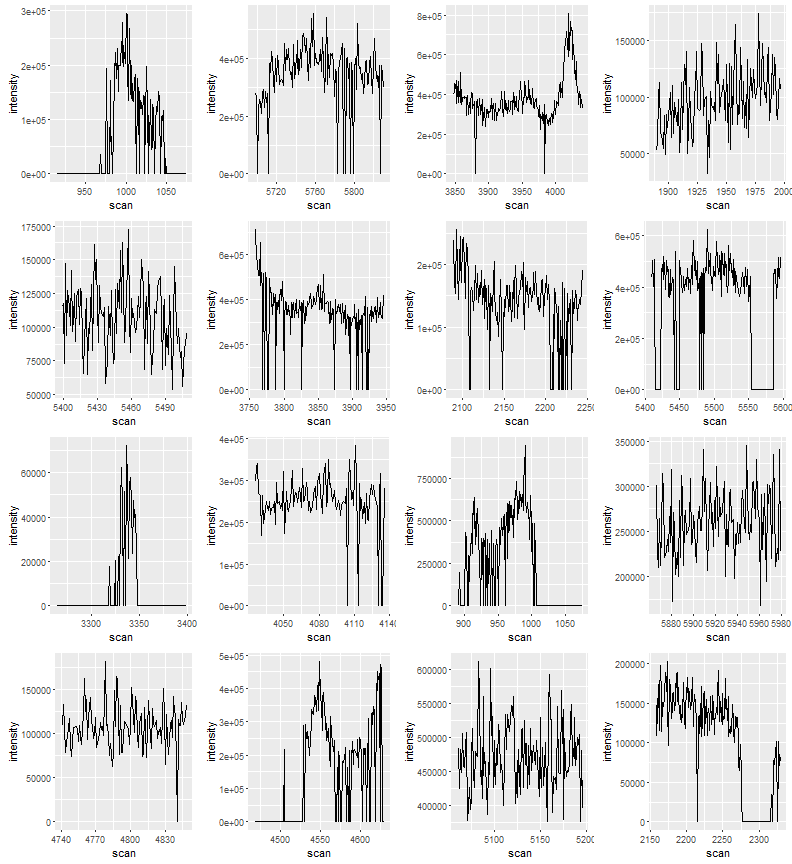 3e+05
2e+05
1e+05
0e+00
intensity
950
1000
1050
scan
4e+05
2e+05
0e+00
intensity
5720
5760
5800
scan
8e+05
6e+05
4e+05
2e+05
0e+00
intensity
3850
3900
3950
4000
scan
150000
100000
50000
intensity
1900
1925
1950
1975
2000
scan
175000
150000
125000
100000
75000
50000
intensity
5400
5430
5460
5490
scan
6e+05
4e+05
2e+05
0e+00
intensity
3750
3800
3850
3900
3950
scan
2e+05
1e+05
0e+00
intensity
2100
2150
2200
2250
scan
6e+05
4e+05
2e+05
0e+00
intensity
5400
5450
5500
5550
5600
scan
60000
40000
20000
0
intensity
3300
3350
3400
scan
4e+05
3e+05
2e+05
1e+05
0e+00
intensity
4050
4080
4110
4140
scan
750000
500000
250000
0
intensity
900
950
1000
1050
scan
350000
300000
250000
200000
intensity
5880
5900
5920
5940
5960
5980
scan
150000
100000
50000
0
intensity
4740
4770
4800
4830
scan
5e+05
4e+05
3e+05
2e+05
1e+05
0e+00
intensity
4500
4550
4600
scan
600000
550000
500000
450000
400000
intensity
5100
5150
5200
scan
200000
150000
100000
50000
0
intensity
2150
2200
2250
2300
scan